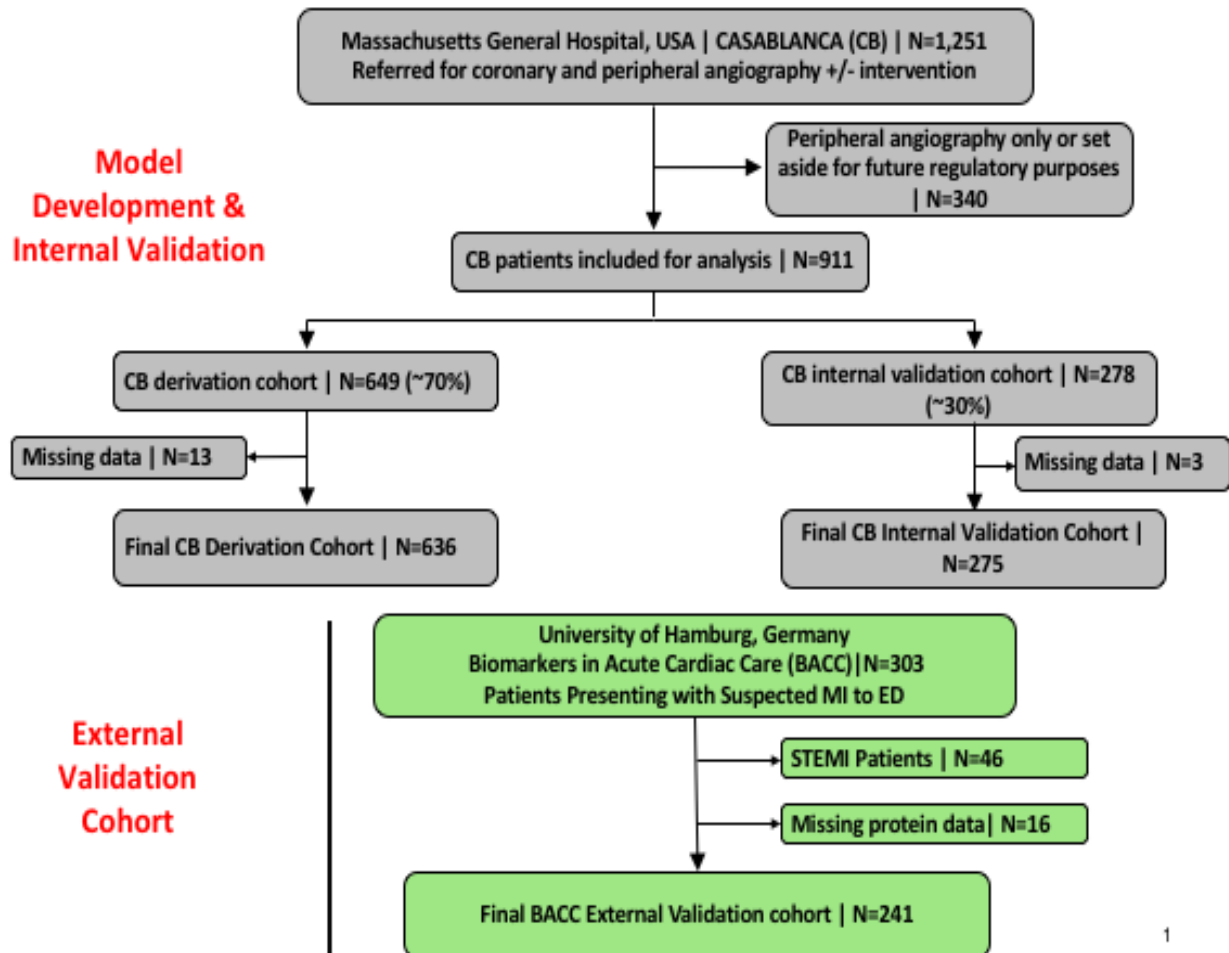 Massachusetts General Hospital, USA | CASABLANCA (CB) | N=1,251
Referred for coronary and peripheral angiography +/- intervention
Peripheral angiography only or set
aside for future regulatory purposes
| N=340
Model
Development &
Internal Validation
CB patients included for analysis | N=911
CB derivation cohort | N=649 (~70%)
CB internal validation cohort | N=278
(~30%)
Missing data | N=13
Missing data | N=3
Final CB Derivation Cohort | N=636
Final CB Internal Validation Cohort |
N=275
University of Hamburg, Germany
Biomarkers in Acute Cardiac Care (BACC)|N=303
Patients Presenting with Suspected MI to ED
External
Validation
Cohort
STEMI Patients | N=46
Missing protein data| N=16
Final BACC External Validation cohort | N=241
1